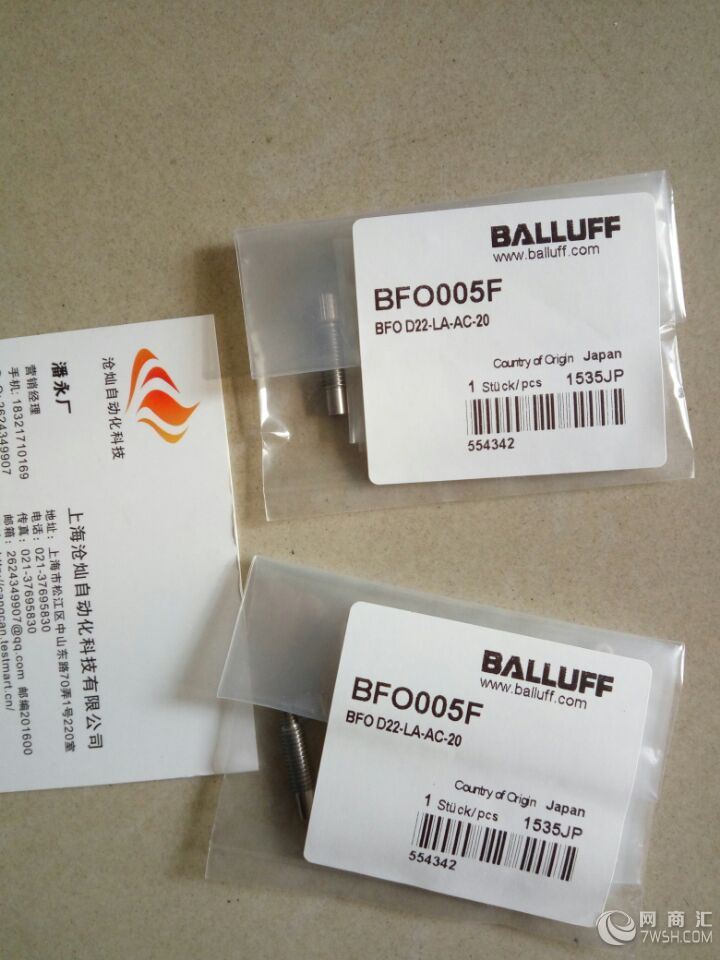 BALLUFF
www.balluff.com
BFO005F
BFO D22-LA-AC-20
Country of Origin Japan
1 Stück/pcs 1535JP
554342
BALLUFF
www.balluff.com
BFO005F
BFO D22-LA-AC-20
Country of Origin Japan
1 Stück/pcs 1535JP
554342
沧灿自动化科技
潘永厂
营销经理
手机: 18321710169
2624349907
上海沧灿自动化科技有限公司
地址: 上海市松江区中山东路70弄1号220室
电话: 021-37695830
传真: 021-37695830
邮箱: 2624349907@qq.com 邮编201600
http://cangcan.testmart.cn/
网商汇
7WSH.COM